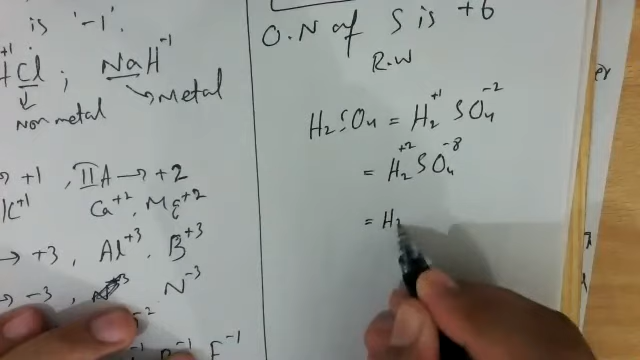 is '-1'.
H⁺¹Cl ; NaH⁻¹
Non metal
Metal
→ +1 , IIA → +2
K⁺¹ Ca⁺², Mg⁺²
→ +3, Al⁺³. B⁺³
→ -3, N⁻³
F⁻¹
O.N of S is +6
R.W
H₂SO₄ = H₂⁺¹ SO₄⁻²
= H₂⁺² SO₄⁻⁸
= H₂